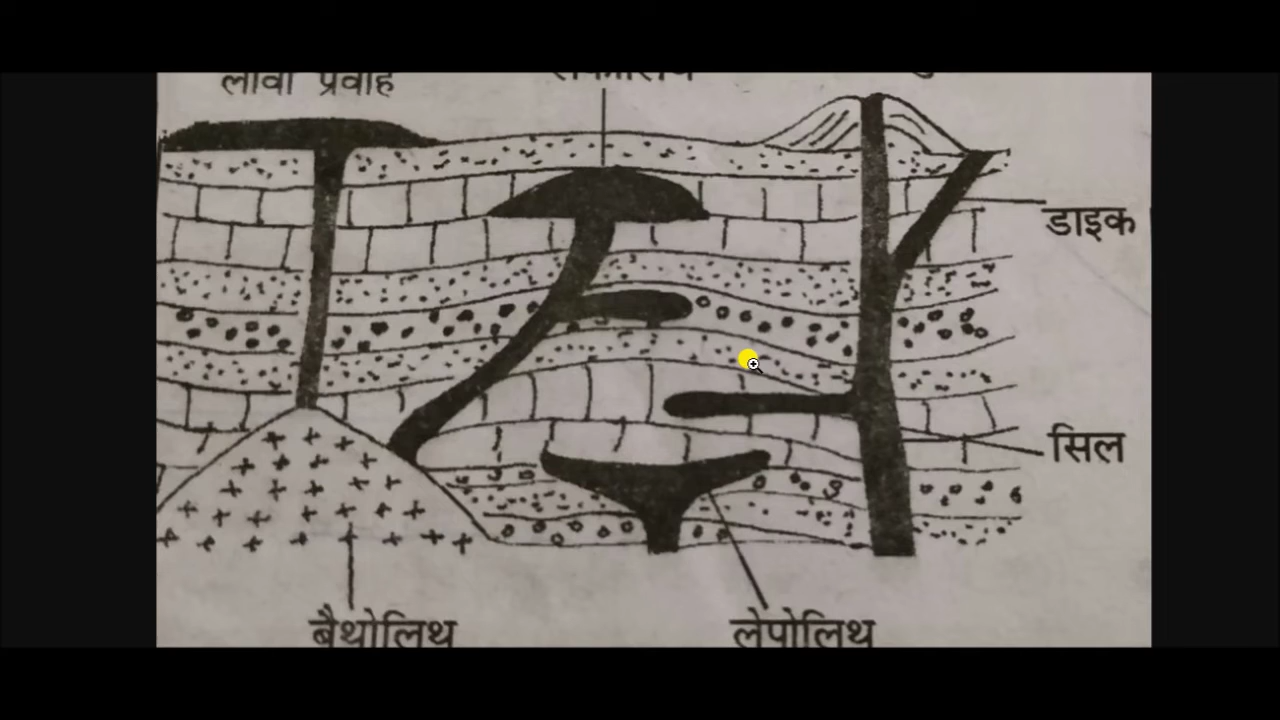 लावा प्रवाह
डाइक
सिल
बैथोलिथ
लेपोलिथ